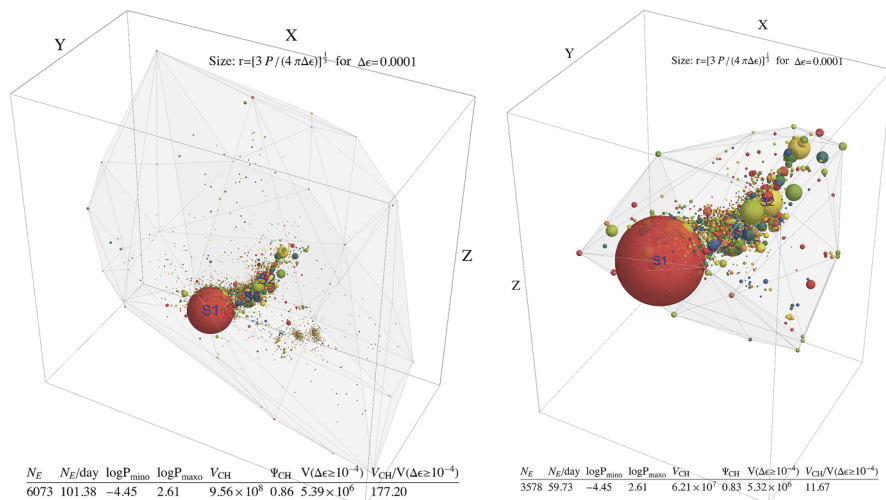 Y
X
Size: r=[3 P/(4 πΔϵ)]^{1/3} for Δϵ=0.0001
Z
S1
N_E N_E/day logP_mino logP_maxo V_CH Ψ_CH V(Δϵ≥10^{-4}) V_CH/V(Δϵ≥10^{-4})
6073 101.38 −4.45 2.61 9.56×10^8 0.86 5.39×10^6 177.20
X
Y
Size: r=[3 P/(4 πΔϵ)]^{1/3} for Δϵ=0.0001
S1
Z
N_E N_E/day logP_mino logP_maxo V_CH Ψ_CH V(Δϵ≥10^{-4}) V_CH/V(Δϵ≥10^{-4})
3578 59.73 −4.45 2.61 6.21×10^7 0.83 5.32×10^6 11.67